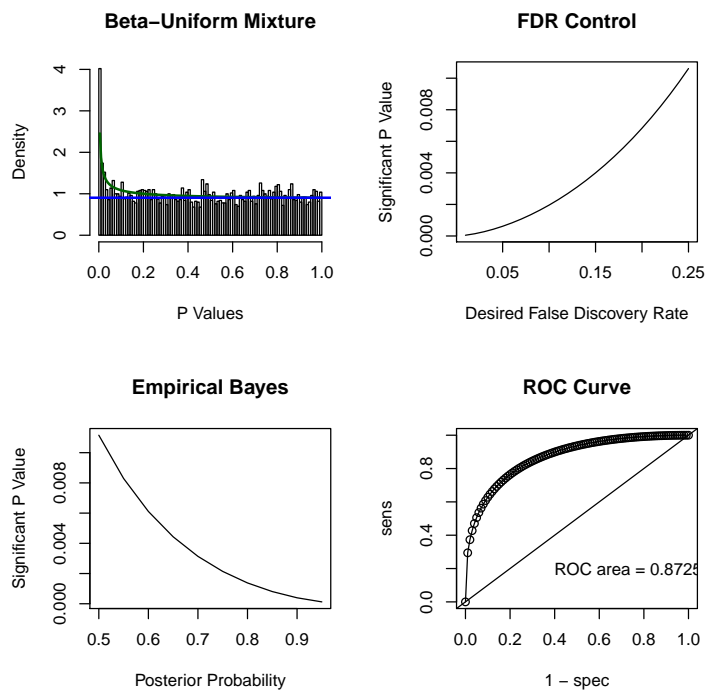 Beta−Uniform Mixture
Density
0 1 2 3 4
0.0 0.2 0.4 0.6 0.8 1.0
P Values
FDR Control
Significant P Value
0.000 0.004 0.008
0.05 0.15 0.25
Desired False Discovery Rate
Empirical Bayes
Significant P Value
0.000 0.004 0.008
0.5 0.6 0.7 0.8 0.9
Posterior Probability
ROC Curve
sens
0.0 0.4 0.8
ROC area = 0.8725
0.0 0.2 0.4 0.6 0.8 1.0
1 − spec